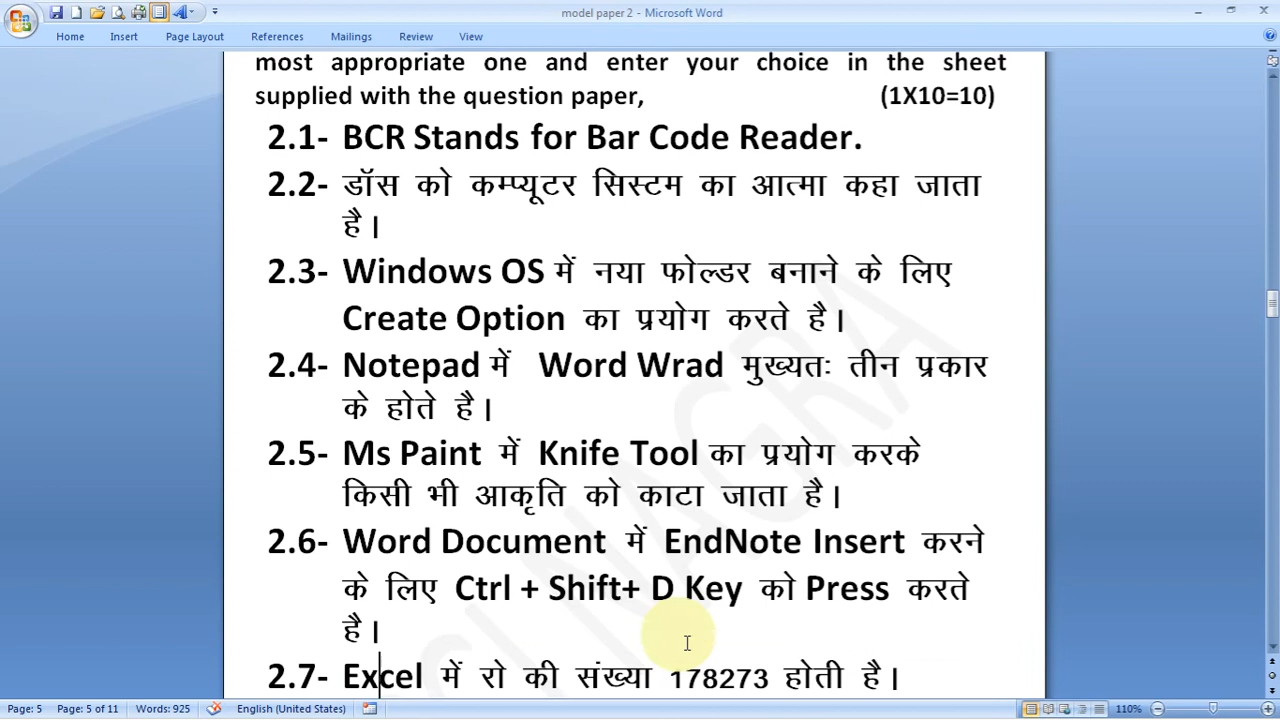 model paper 2 - Microsoft Word
Home Insert Page Layout References Mailings Review View
most appropriate one and enter your choice in the sheet
supplied with the question paper, (1X10=10)
2.1- BCR Stands for Bar Code Reader.
2.2- डॉस को कम्प्यूटर सिस्टम का आत्मा कहा जाता
है।
2.3- Windows OS में नया फोल्डर बनाने के लिए
Create Option का प्रयोग करते है।
2.4- Notepad में Word Wrad मुख्यतः तीन प्रकार
के होते है।
2.5- Ms Paint में Knife Tool का प्रयोग करके
किसी भी आकृति को काटा जाता है।
2.6- Word Document में EndNote Insert करने
के लिए Ctrl + Shift+ D Key को Press करते
है।
2.7- Excel में रो की संख्या 178273 होती है।
Page: 5 Page: 5 of 11 Words: 925 English (United States) 110%